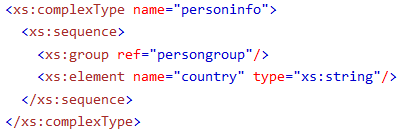 <xs:complexType name="personinfo">
  <xs:sequence>
    <xs:group ref="persongroup"/>
    <xs:element name="country" type="xs:string"/>
  </xs:sequence>
</xs:complexType>